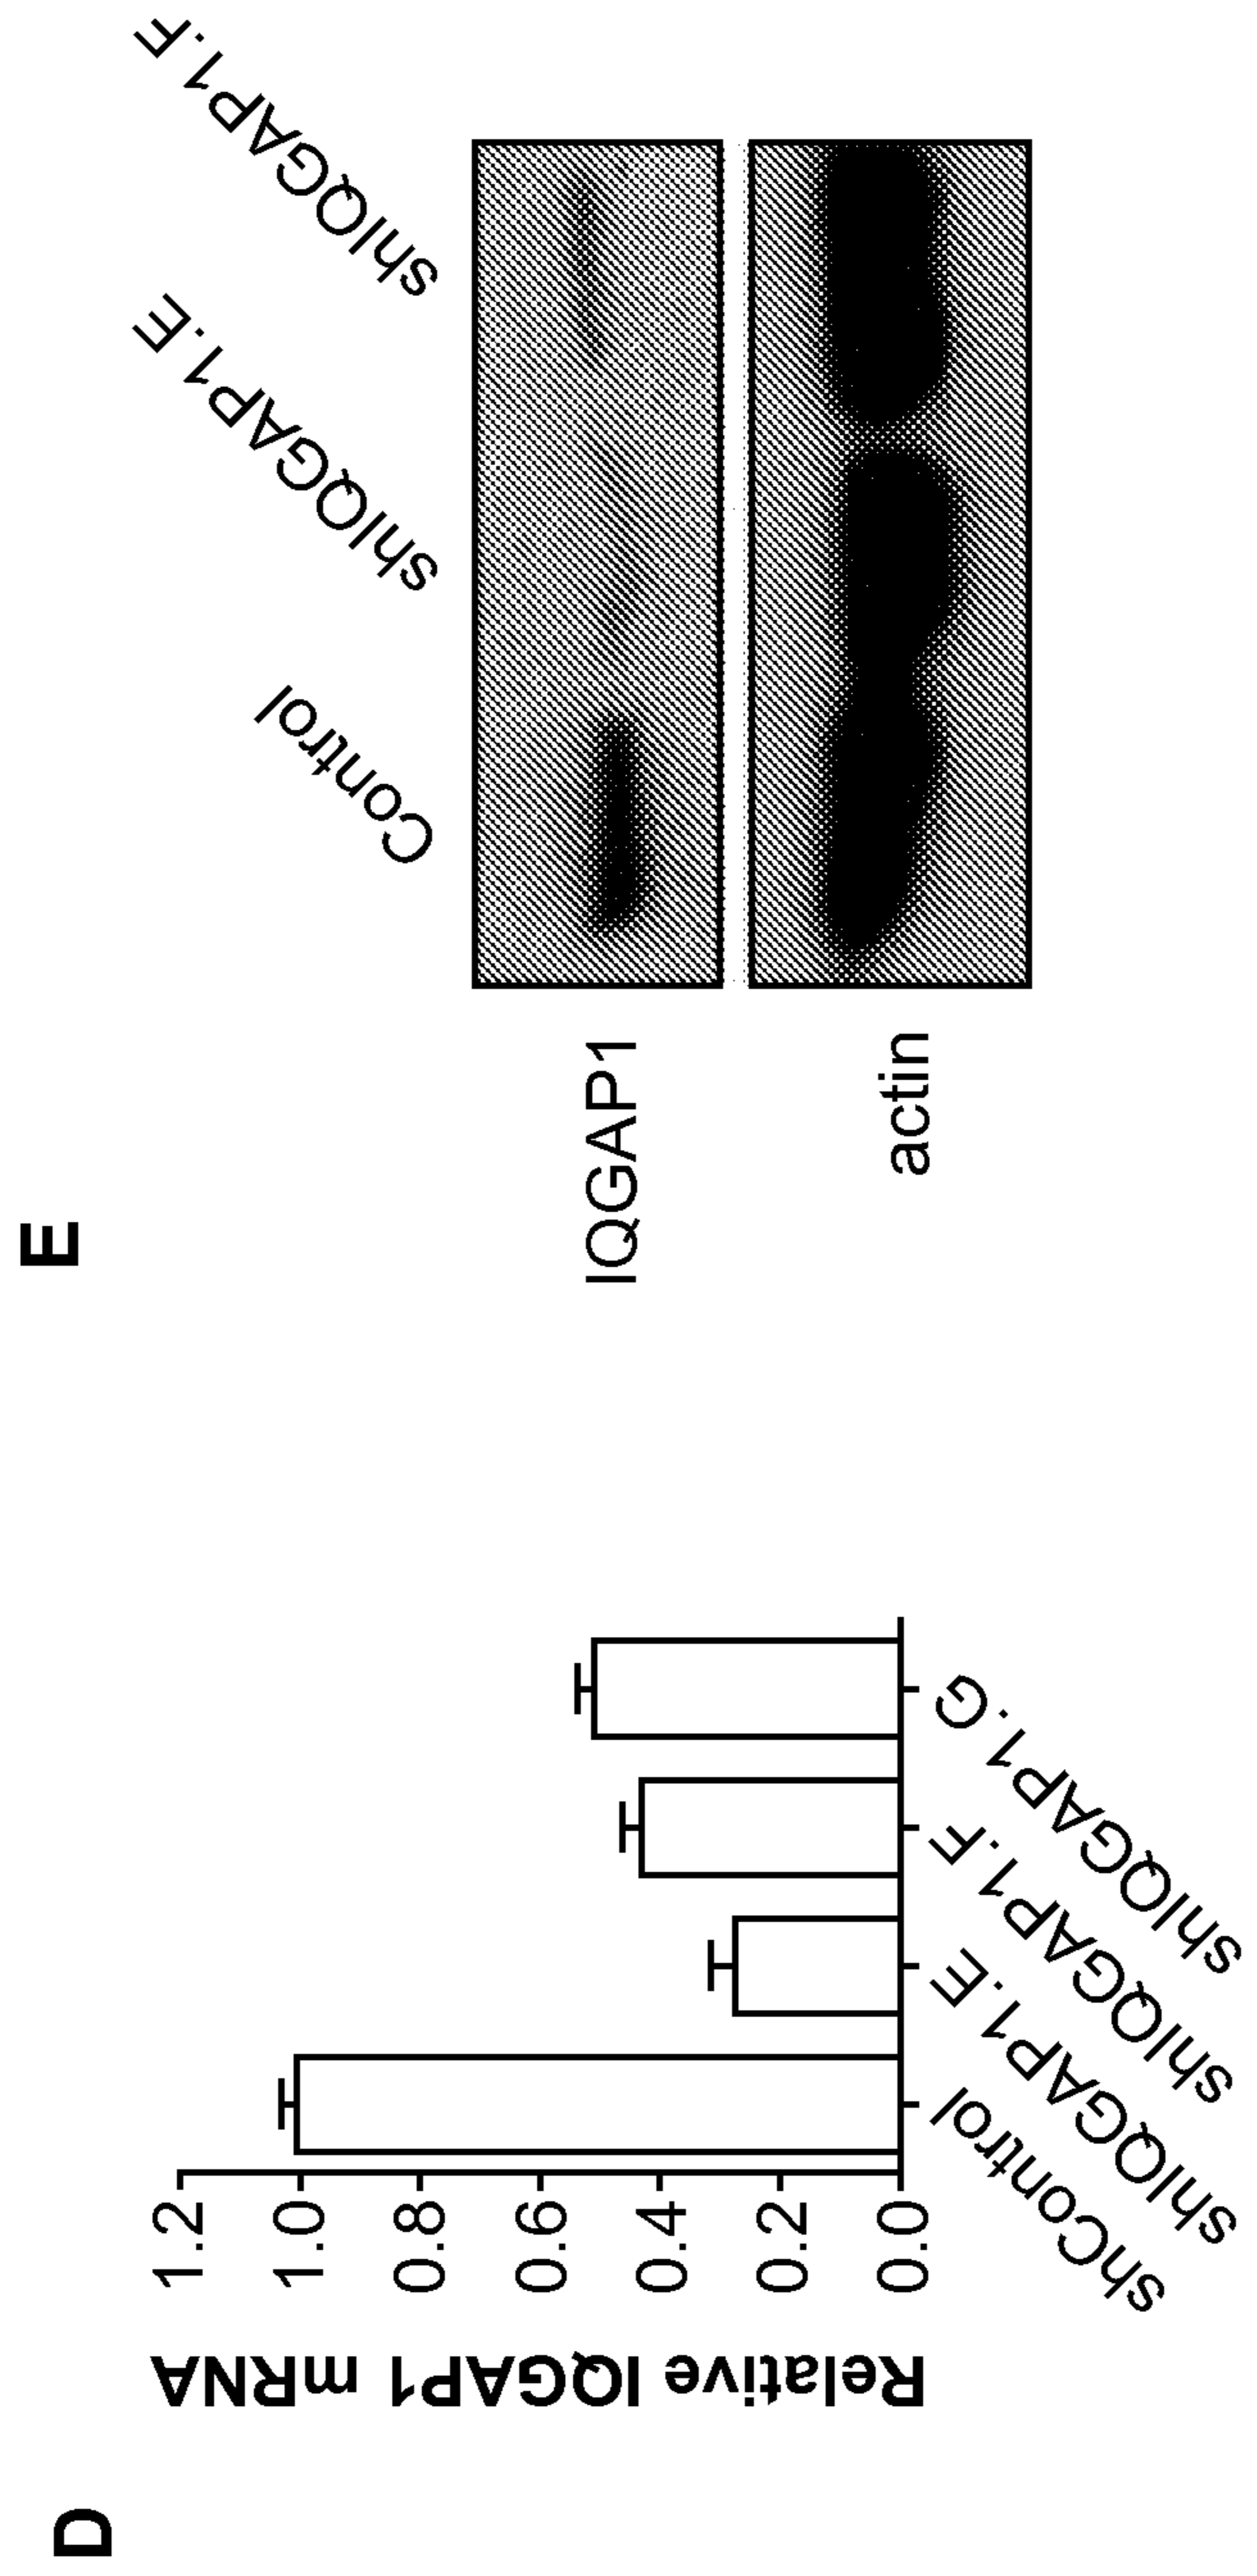 D
Relative IQGAP1 mRNA
1.2
1.0
0.8
0.6
0.4
0.2
0.0
shControl
shIQGAP1.E
shIQGAP1.F
shIQGAP1.G
E
Control
shIQGAP1.E
shIQGAP1.F
IQGAP1
actin